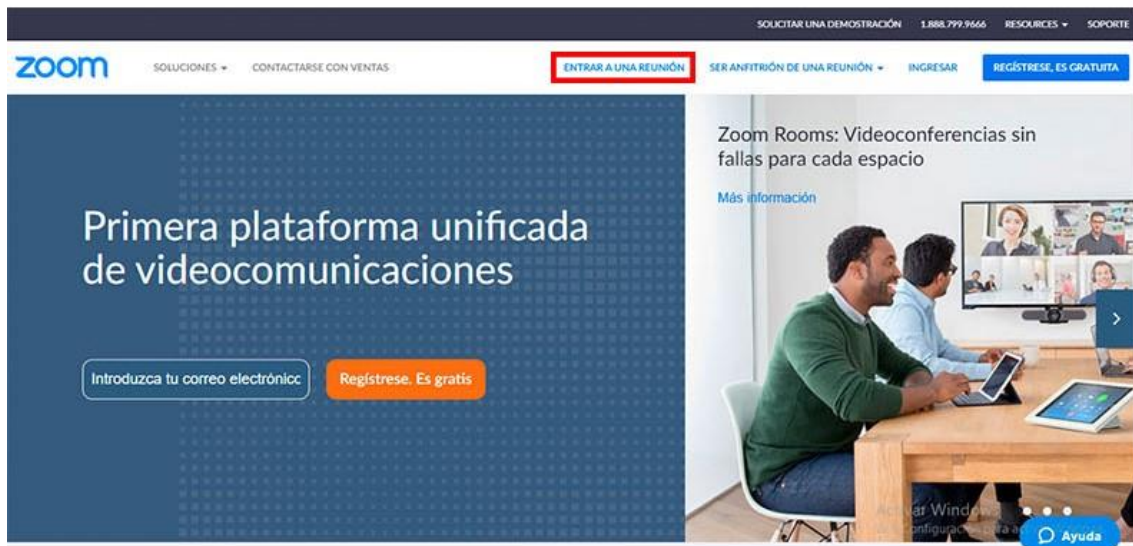 SOLICITAR UNA DEMOSTRACIÓN 1.888.799.9666 RESOURCES SOPORTE
zoom SOLUCIONES CONTACTARSE CON VENTAS ENTRAR A UNA REUNIÓN SER ANFITRIÓN DE UNA REUNIÓN INGRESAR REGÍSTRESE, ES GRATUITA
Zoom Rooms: Videoconferencias sin
fallas para cada espacio
Más información
Primera plataforma unificada
de videocomunicaciones
Introduzca tu correo electrónicc Regístrese. Es gratis
Windows
Ayuda